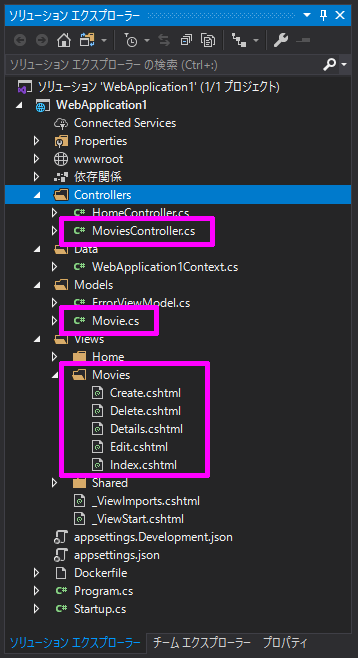 ソリューション エクスプローラー
ソリューション エクスプローラー の検索 (Ctrl+;)
ソリューション 'WebApplication1' (1/1 プロジェクト)
WebApplication1
Connected Services
Properties
wwwroot
依存関係
Controllers
C# HomeController.cs
C# MoviesController.cs
Data
C# WebApplication1Context.cs
Models
C# ErrorViewModel.cs
C# Movie.cs
Views
Home
Movies
Create.cshtml
Delete.cshtml
Details.cshtml
Edit.cshtml
Index.cshtml
Shared
_ViewImports.cshtml
_ViewStart.cshtml
appsettings.Development.json
appsettings.json
Dockerfile
C# Program.cs
C# Startup.cs
ソリューション エクスプローラー チーム エクスプローラー プロパティ